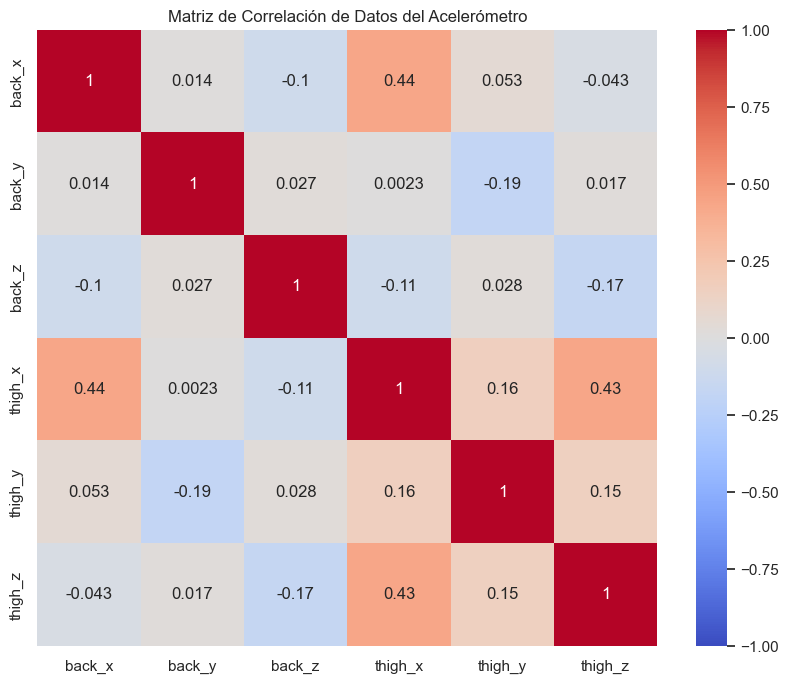 Matriz de Correlación de Datos del Acelerómetro
back_x 1 0.014 -0.1 0.44 0.053 -0.043
back_y 0.014 1 0.027 0.0023 -0.19 0.017
back_z -0.1 0.027 1 -0.11 0.028 -0.17
thigh_x 0.44 0.0023 -0.11 1 0.16 0.43
thigh_y 0.053 -0.19 0.028 0.16 1 0.15
thigh_z -0.043 0.017 -0.17 0.43 0.15 1
back_x back_y back_z thigh_x thigh_y thigh_z
1.00
0.75
0.50
0.25
0.00
−0.25
−0.50
−0.75
−1.00